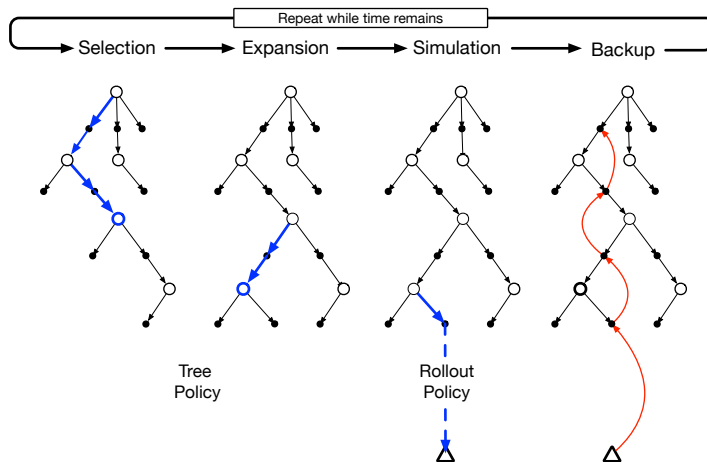 Repeat while time remains
Selection
Expansion
Simulation
Backup
Tree
Policy
Rollout
Policy